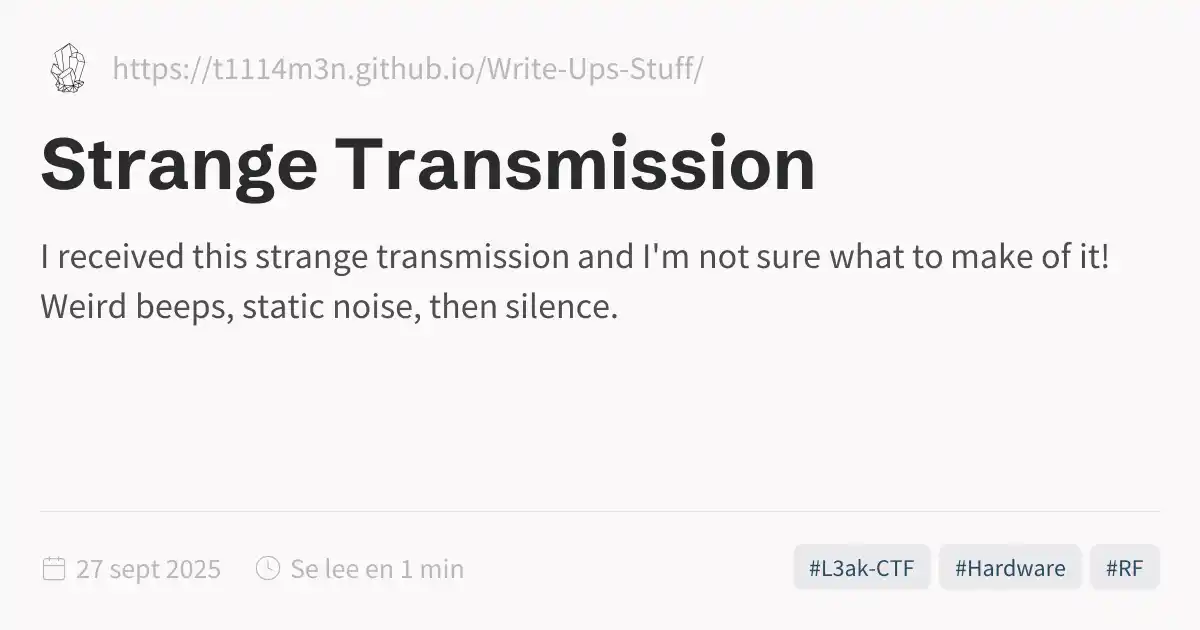 https://t1114m3n.github.io/Write-Ups-Stuff/
Strange Transmission
I received this strange transmission and I'm not sure what to make of it!
Weird beeps, static noise, then silence.
27 sept 2025
Se lee en 1 min
#L3ak-CTF
#Hardware
#RF